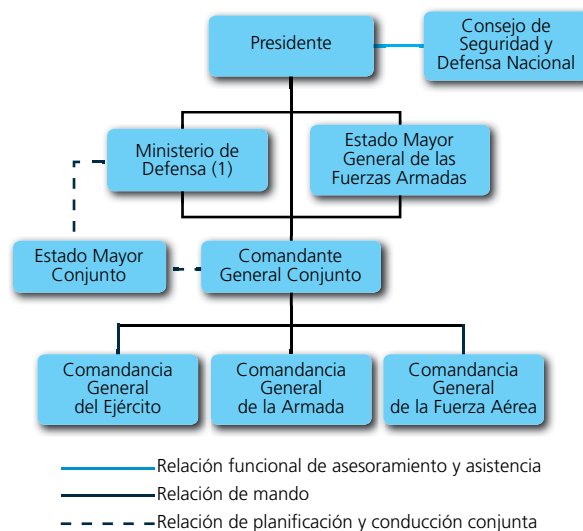 Presidente
Consejo de
Seguridad y
Defensa Nacional
Ministerio de
Defensa (1)
Estado Mayor
General de las
Fuerzas Armadas
Estado Mayor
Conjunto
Comandante
General Conjunto
Comandancia
General
del Ejército
Comandancia
General
de la Armada
Comandancia
General
de la Fuerza Aérea
Relación funcional de asesoramiento y asistencia
Relación de mando
Relación de planificación y conducción conjunta